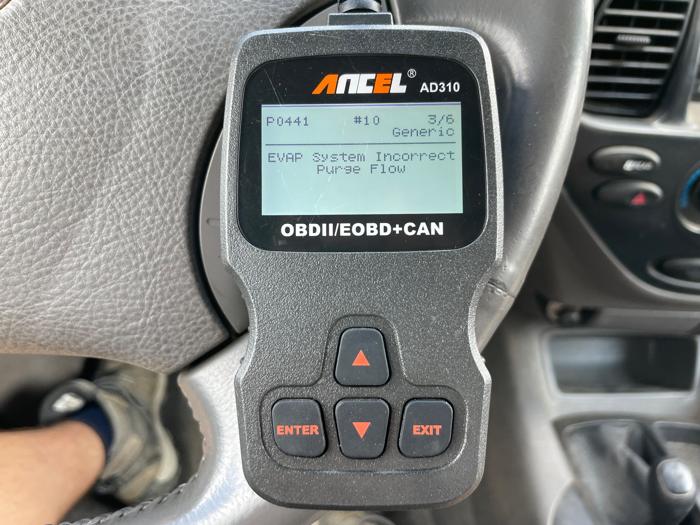 ANCEL®
AD310
P0441 #10 3/6
Generic
EVAP System Incorrect
Purge Flow
OBDII/EOBD+CAN
ENTER
EXIT